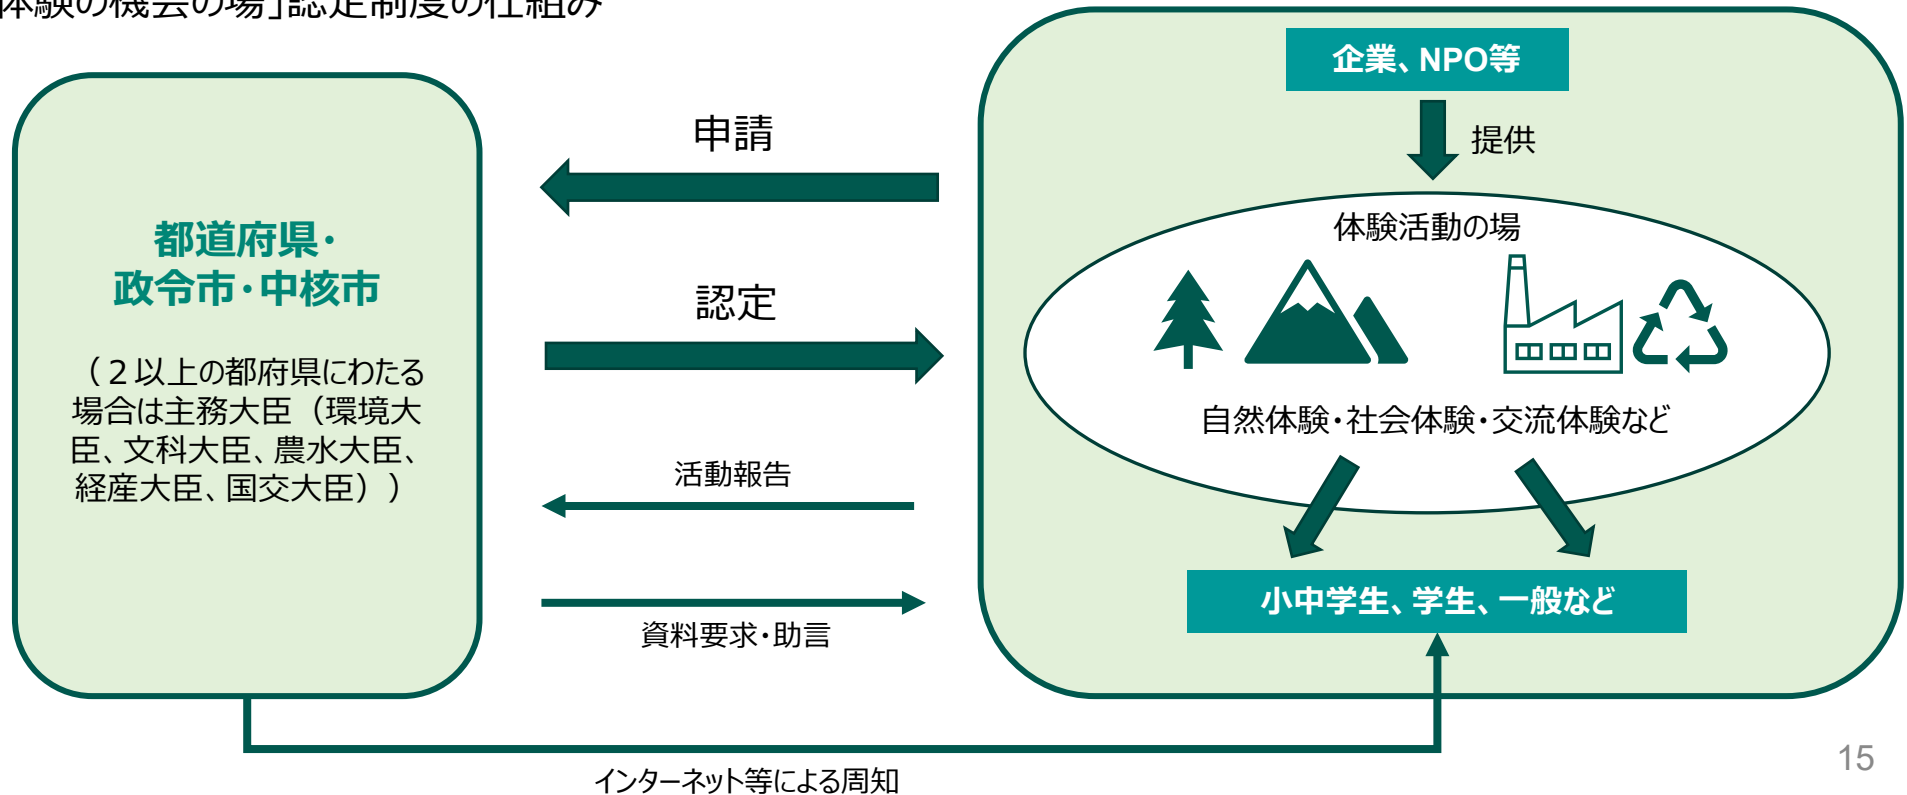 体験の機会の場」認定制度の仕組み
都道府県・
政令市・中核市
（２以上の都府県にわたる
場合は主務大臣（環境大
臣、文科大臣、農水大臣、
経産大臣、国交大臣））
申請
認定
活動報告
資料要求・助言
企業、NPO等
提供
体験活動の場
自然体験・社会体験・交流体験など
小中学生、学生、一般など
インターネット等による周知
15